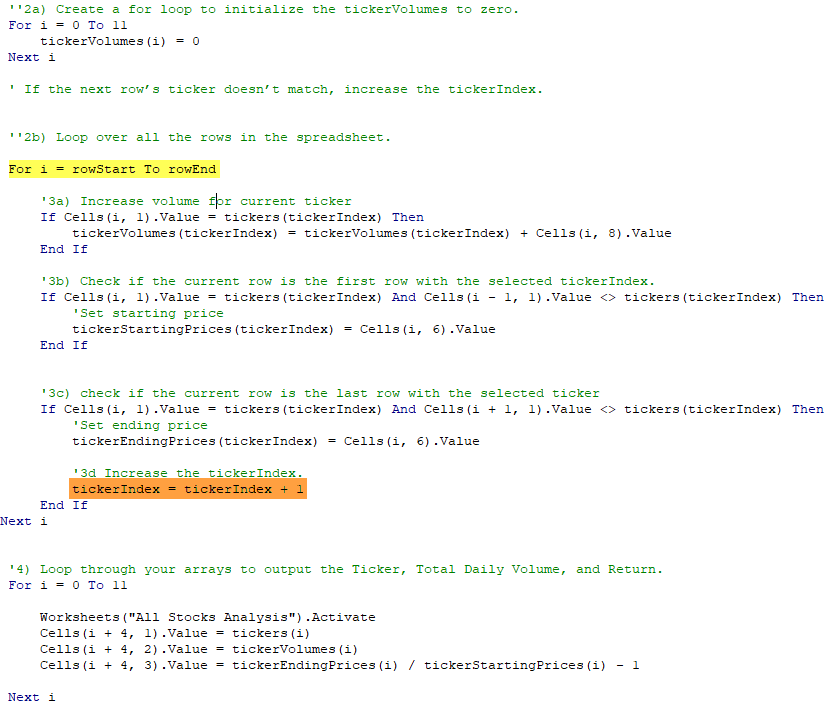 ''2a) Create a for loop to initialize the tickerVolumes to zero.
For i = 0 To 11
    tickerVolumes(i) = 0
Next i

' If the next row's ticker doesn't match, increase the tickerIndex.


''2b) Loop over all the rows in the spreadsheet.

For i = rowStart To rowEnd

    '3a) Increase volume for current ticker
    If Cells(i, 1).Value = tickers(tickerIndex) Then
        tickerVolumes(tickerIndex) = tickerVolumes(tickerIndex) + Cells(i, 8).Value
    End If

    '3b) Check if the current row is the first row with the selected tickerIndex.
    If Cells(i, 1).Value = tickers(tickerIndex) And Cells(i - 1, 1).Value <> tickers(tickerIndex) Then
        'Set starting price
        tickerStartingPrices(tickerIndex) = Cells(i, 6).Value
    End If


    '3c) check if the current row is the last row with the selected ticker
    If Cells(i, 1).Value = tickers(tickerIndex) And Cells(i + 1, 1).Value <> tickers(tickerIndex) Then
        'Set ending price
        tickerEndingPrices(tickerIndex) = Cells(i, 6).Value

        '3d Increase the tickerIndex.
        tickerIndex = tickerIndex + 1
    End If
Next i


'4) Loop through your arrays to output the Ticker, Total Daily Volume, and Return.
For i = 0 To 11

    Worksheets("All Stocks Analysis").Activate
    Cells(i + 4, 1).Value = tickers(i)
    Cells(i + 4, 2).Value = tickerVolumes(i)
    Cells(i + 4, 3).Value = tickerEndingPrices(i) / tickerStartingPrices(i) - 1

Next i